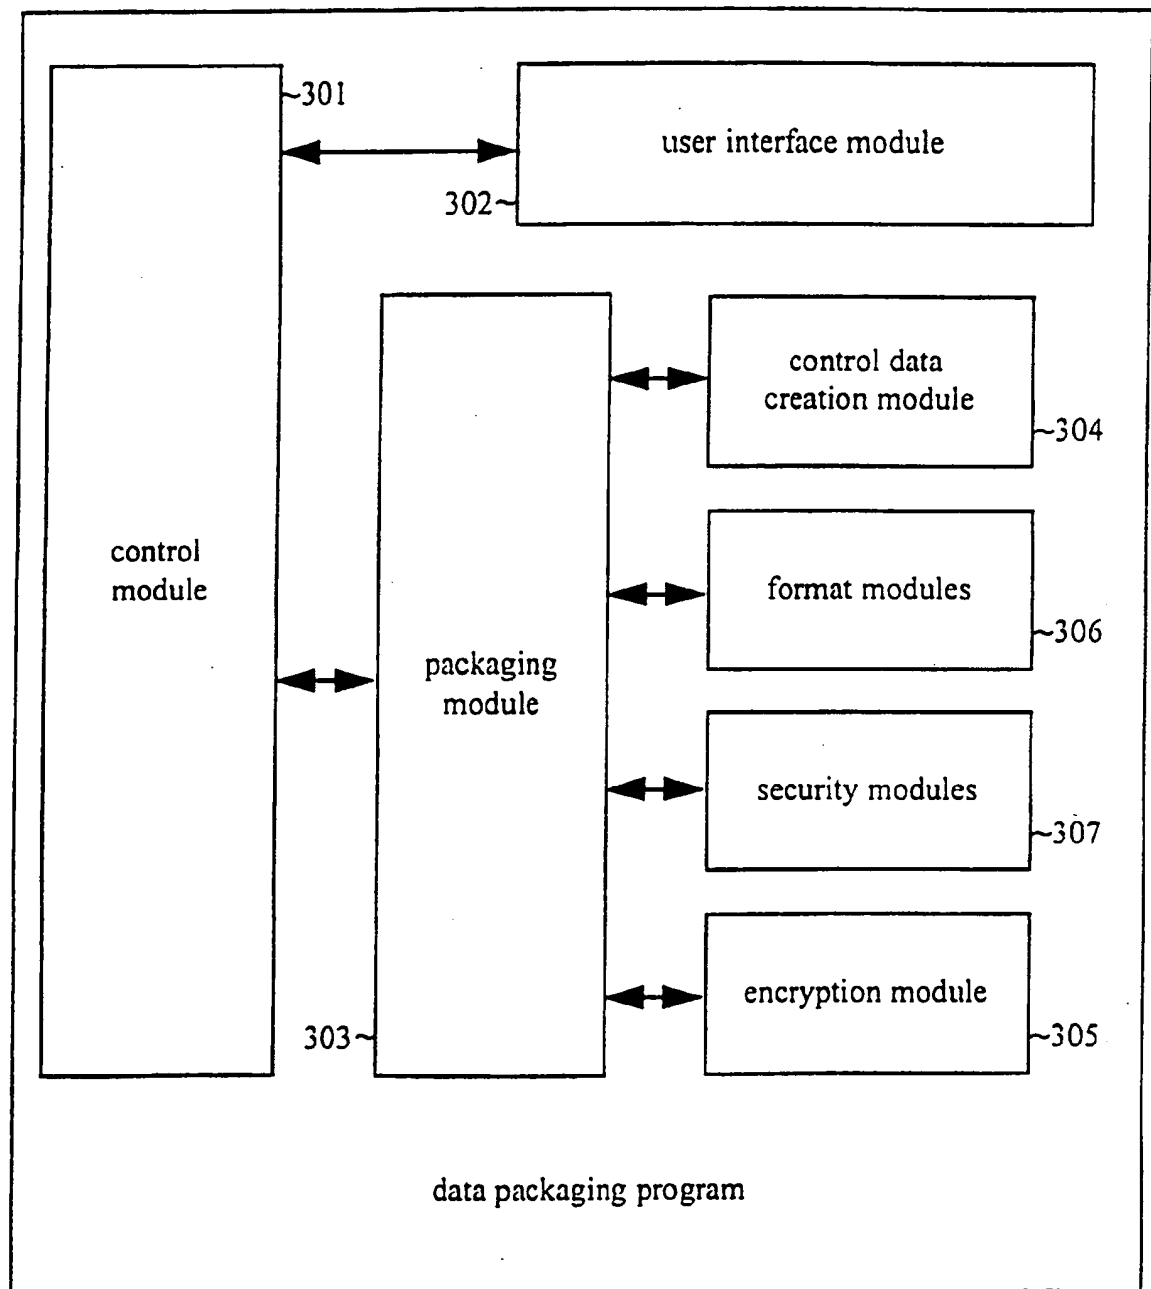 ~301
user interface module
302~
control data
creation module
~304
control
module
format modules
~306
packaging
module
security modules
~307
encryption module
303~
~305
data packaging program